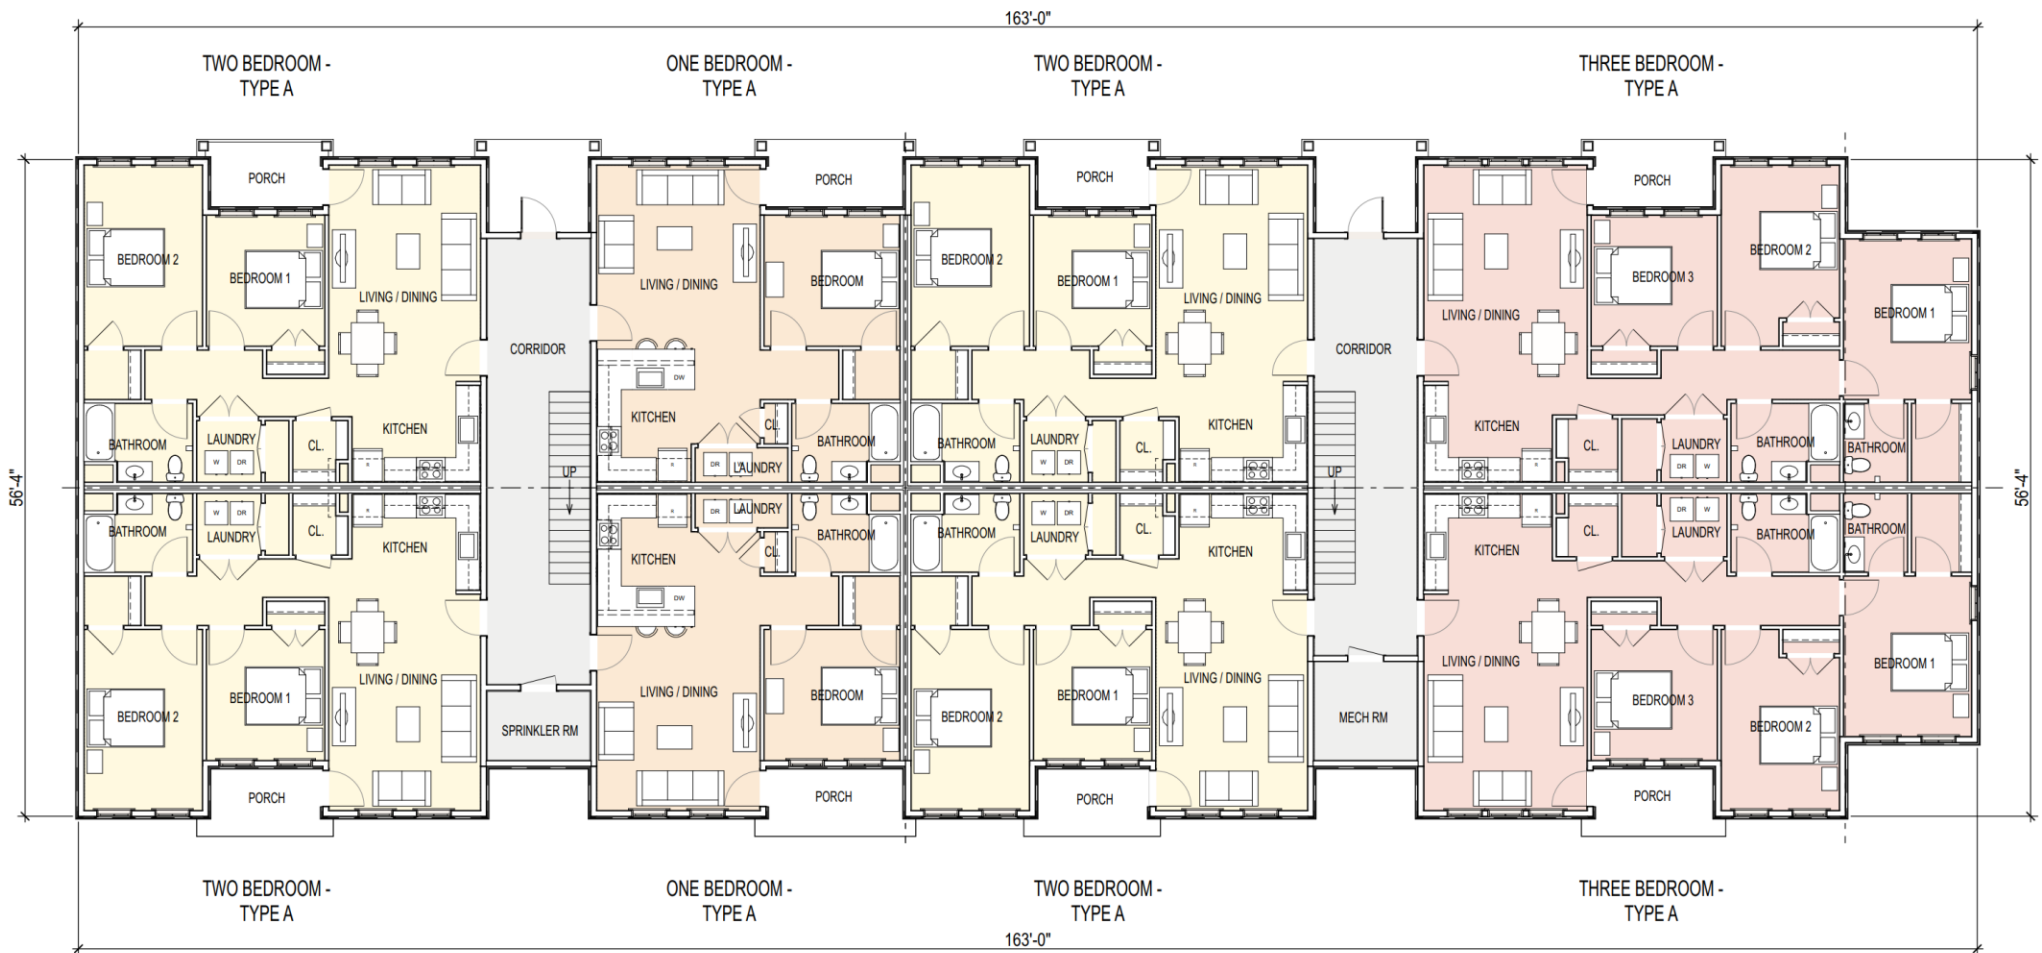 163'-0"
TWO BEDROOM -
TYPE A
ONE BEDROOM -
TYPE A
TWO BEDROOM -
TYPE A
THREE BEDROOM -
TYPE A
PORCH
PORCH
PORCH
PORCH
BEDROOM 2
BEDROOM 1
LIVING / DINING
LIVING / DINING
BEDROOM
BEDROOM 2
BEDROOM 1
LIVING / DINING
LIVING / DINING
BEDROOM 3
BEDROOM 2
BEDROOM 1
CORRIDOR
CORRIDOR
DW
BATHROOM
LAUNDRY
W
DR
CL.
KITCHEN
R
UP
KITCHEN
R
DR
LAUNDRY
CL.
BATHROOM
BATHROOM
LAUNDRY
W
DR
CL.
KITCHEN
R
UP
KITCHEN
R
CL.
LAUNDRY
DR
W
BATHROOM
BATHROOM
56'-4"
56'-4"
BATHROOM
W
DR
LAUNDRY
CL.
R
KITCHEN
KITCHEN
R
DR
LAUNDRY
CL.
BATHROOM
BATHROOM
W
DR
LAUNDRY
CL.
R
KITCHEN
KITCHEN
R
CL.
DR
W
LAUNDRY
BATHROOM
BATHROOM
DW
BEDROOM 2
BEDROOM 1
LIVING / DINING
SPRINKLER RM
LIVING / DINING
BEDROOM
BEDROOM 2
BEDROOM 1
LIVING / DINING
MECH RM
LIVING / DINING
BEDROOM 3
BEDROOM 2
BEDROOM 1
PORCH
PORCH
PORCH
PORCH
TWO BEDROOM -
TYPE A
ONE BEDROOM -
TYPE A
TWO BEDROOM -
TYPE A
THREE BEDROOM -
TYPE A
163'-0"